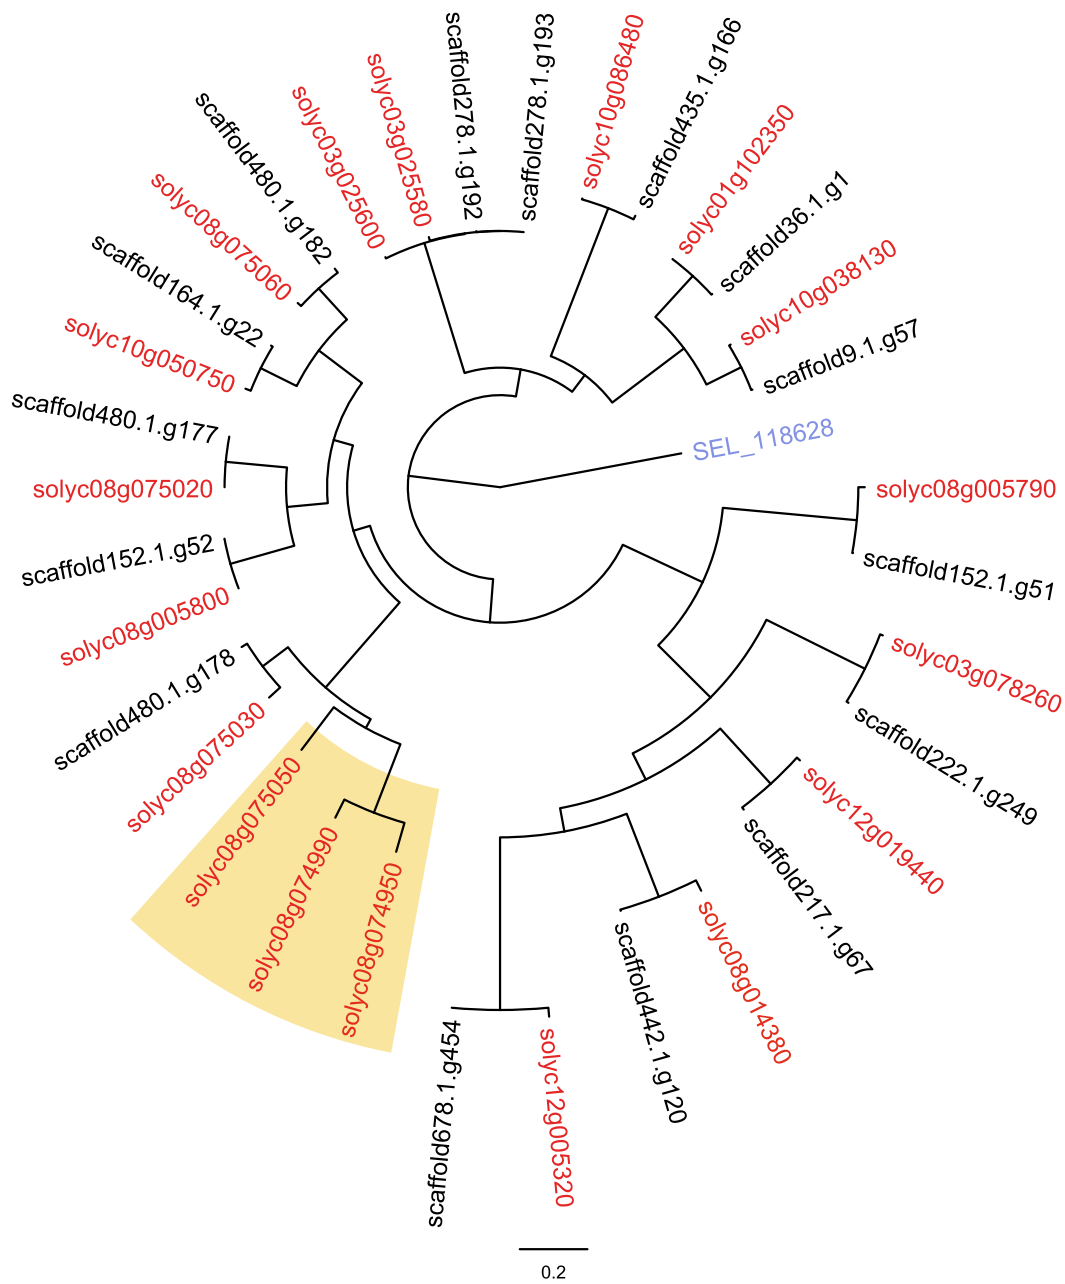 scaffold278.1.g192
scaffold278.1.g193
solyc10g086480
scaffold435.1.g166
solyc03g025580
solyc03g025600
solyc01g102350
scaffold480.1.g182
scaffold36.1.g1
solyc08g075060
solyc10g038130
scaffold164.1.g22
scaffold9.1.g57
solyc10g050750
scaffold480.1.g177
SEL_118628
solyc08g075020
solyc08g005790
scaffold152.1.g52
scaffold152.1.g51
solyc08g005800
solyc03g078260
scaffold480.1.g178
scaffold222.1.g249
solyc08g075030
solyc12g019440
solyc08g075050
scaffold217.1.g67
solyc08g074990
solyc08g074950
solyc08g014380
scaffold442.1.g120
scaffold678.1.g454
solyc12g005320
0.2